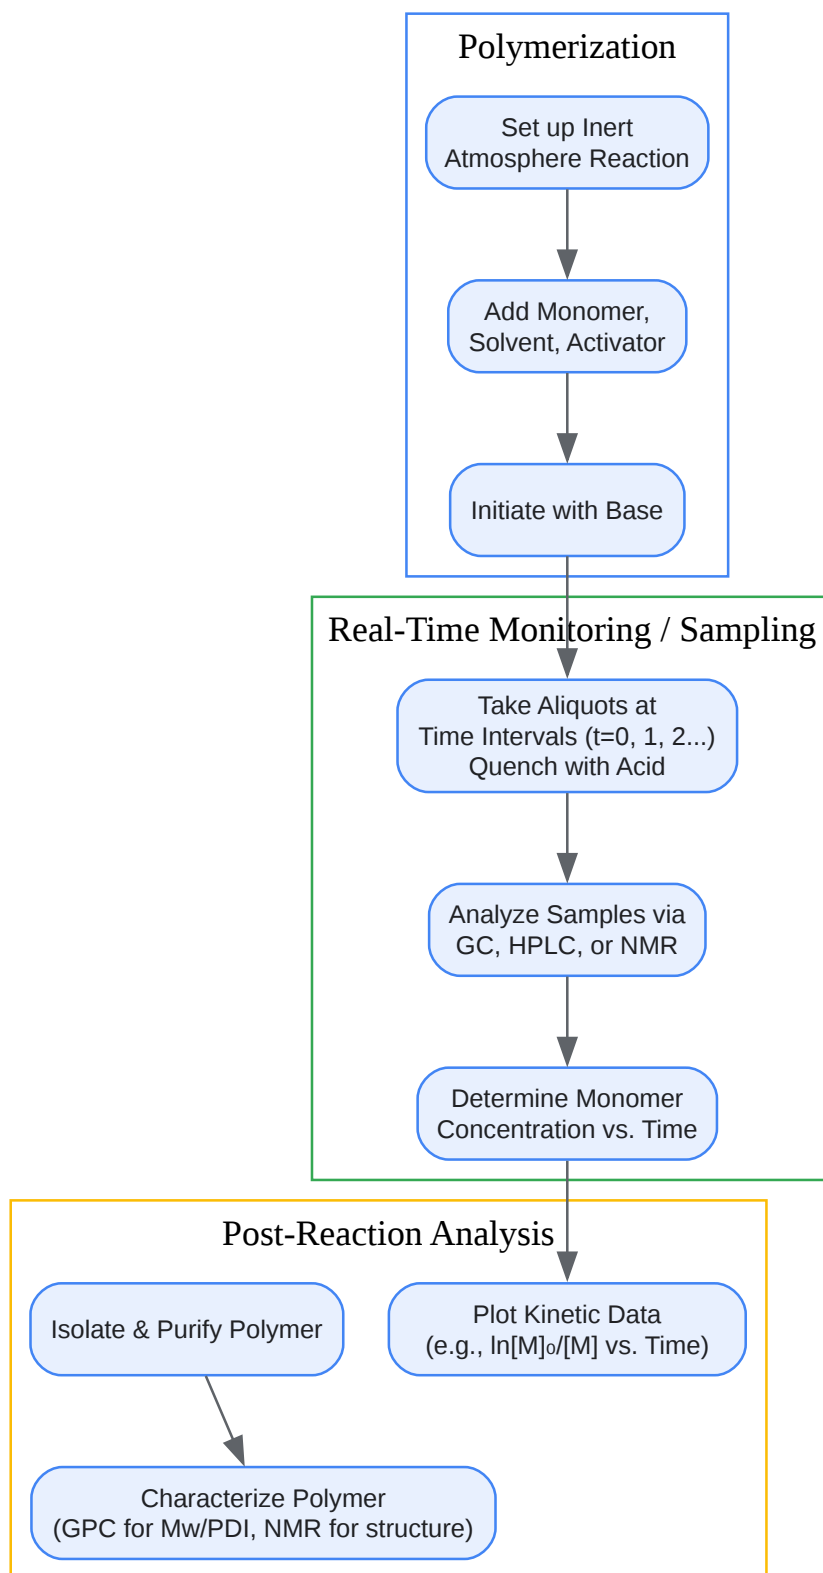 Polymerization
Set up Inert
Atmosphere Reaction
Add Monomer,
Solvent, Activator
Initiate with Base
Real-Time Monitoring / Sampling
Take Aliquots at
Time Intervals (t=0, 1, 2...)
Quench with Acid
Analyze Samples via
GC, HPLC, or NMR
Determine Monomer
Concentration vs. Time
Post-Reaction Analysis
Isolate & Purify Polymer
Plot Kinetic Data
(e.g., ln[M]₀/[M] vs. Time)
Characterize Polymer
(GPC for Mw/PDI, NMR for structure)